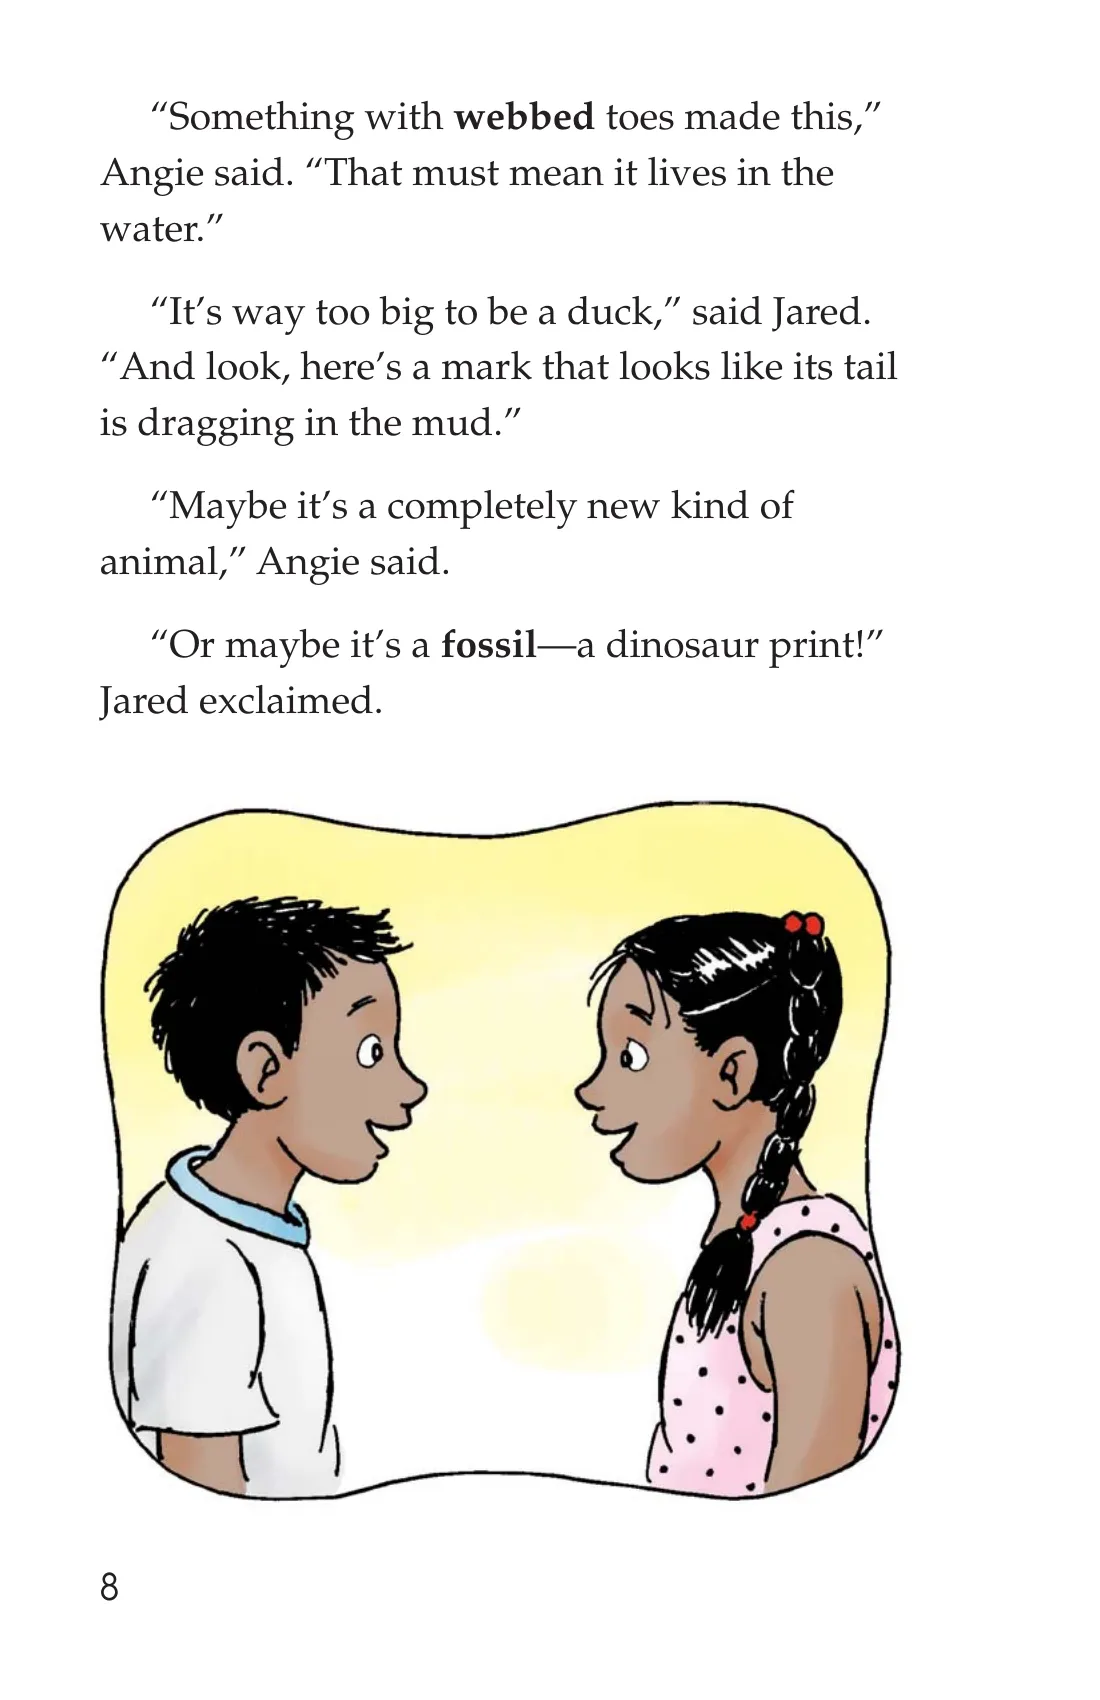 “Something with webbed toes made this,”
Angie said. “That must mean it lives in the
water.”
“It’s way too big to be a duck,” said Jared.
“And look, here’s a mark that looks like its tail
is dragging in the mud.”
“Maybe it’s a completely new kind of
animal,” Angie said.
“Or maybe it’s a fossil—a dinosaur print!”
Jared exclaimed.
8